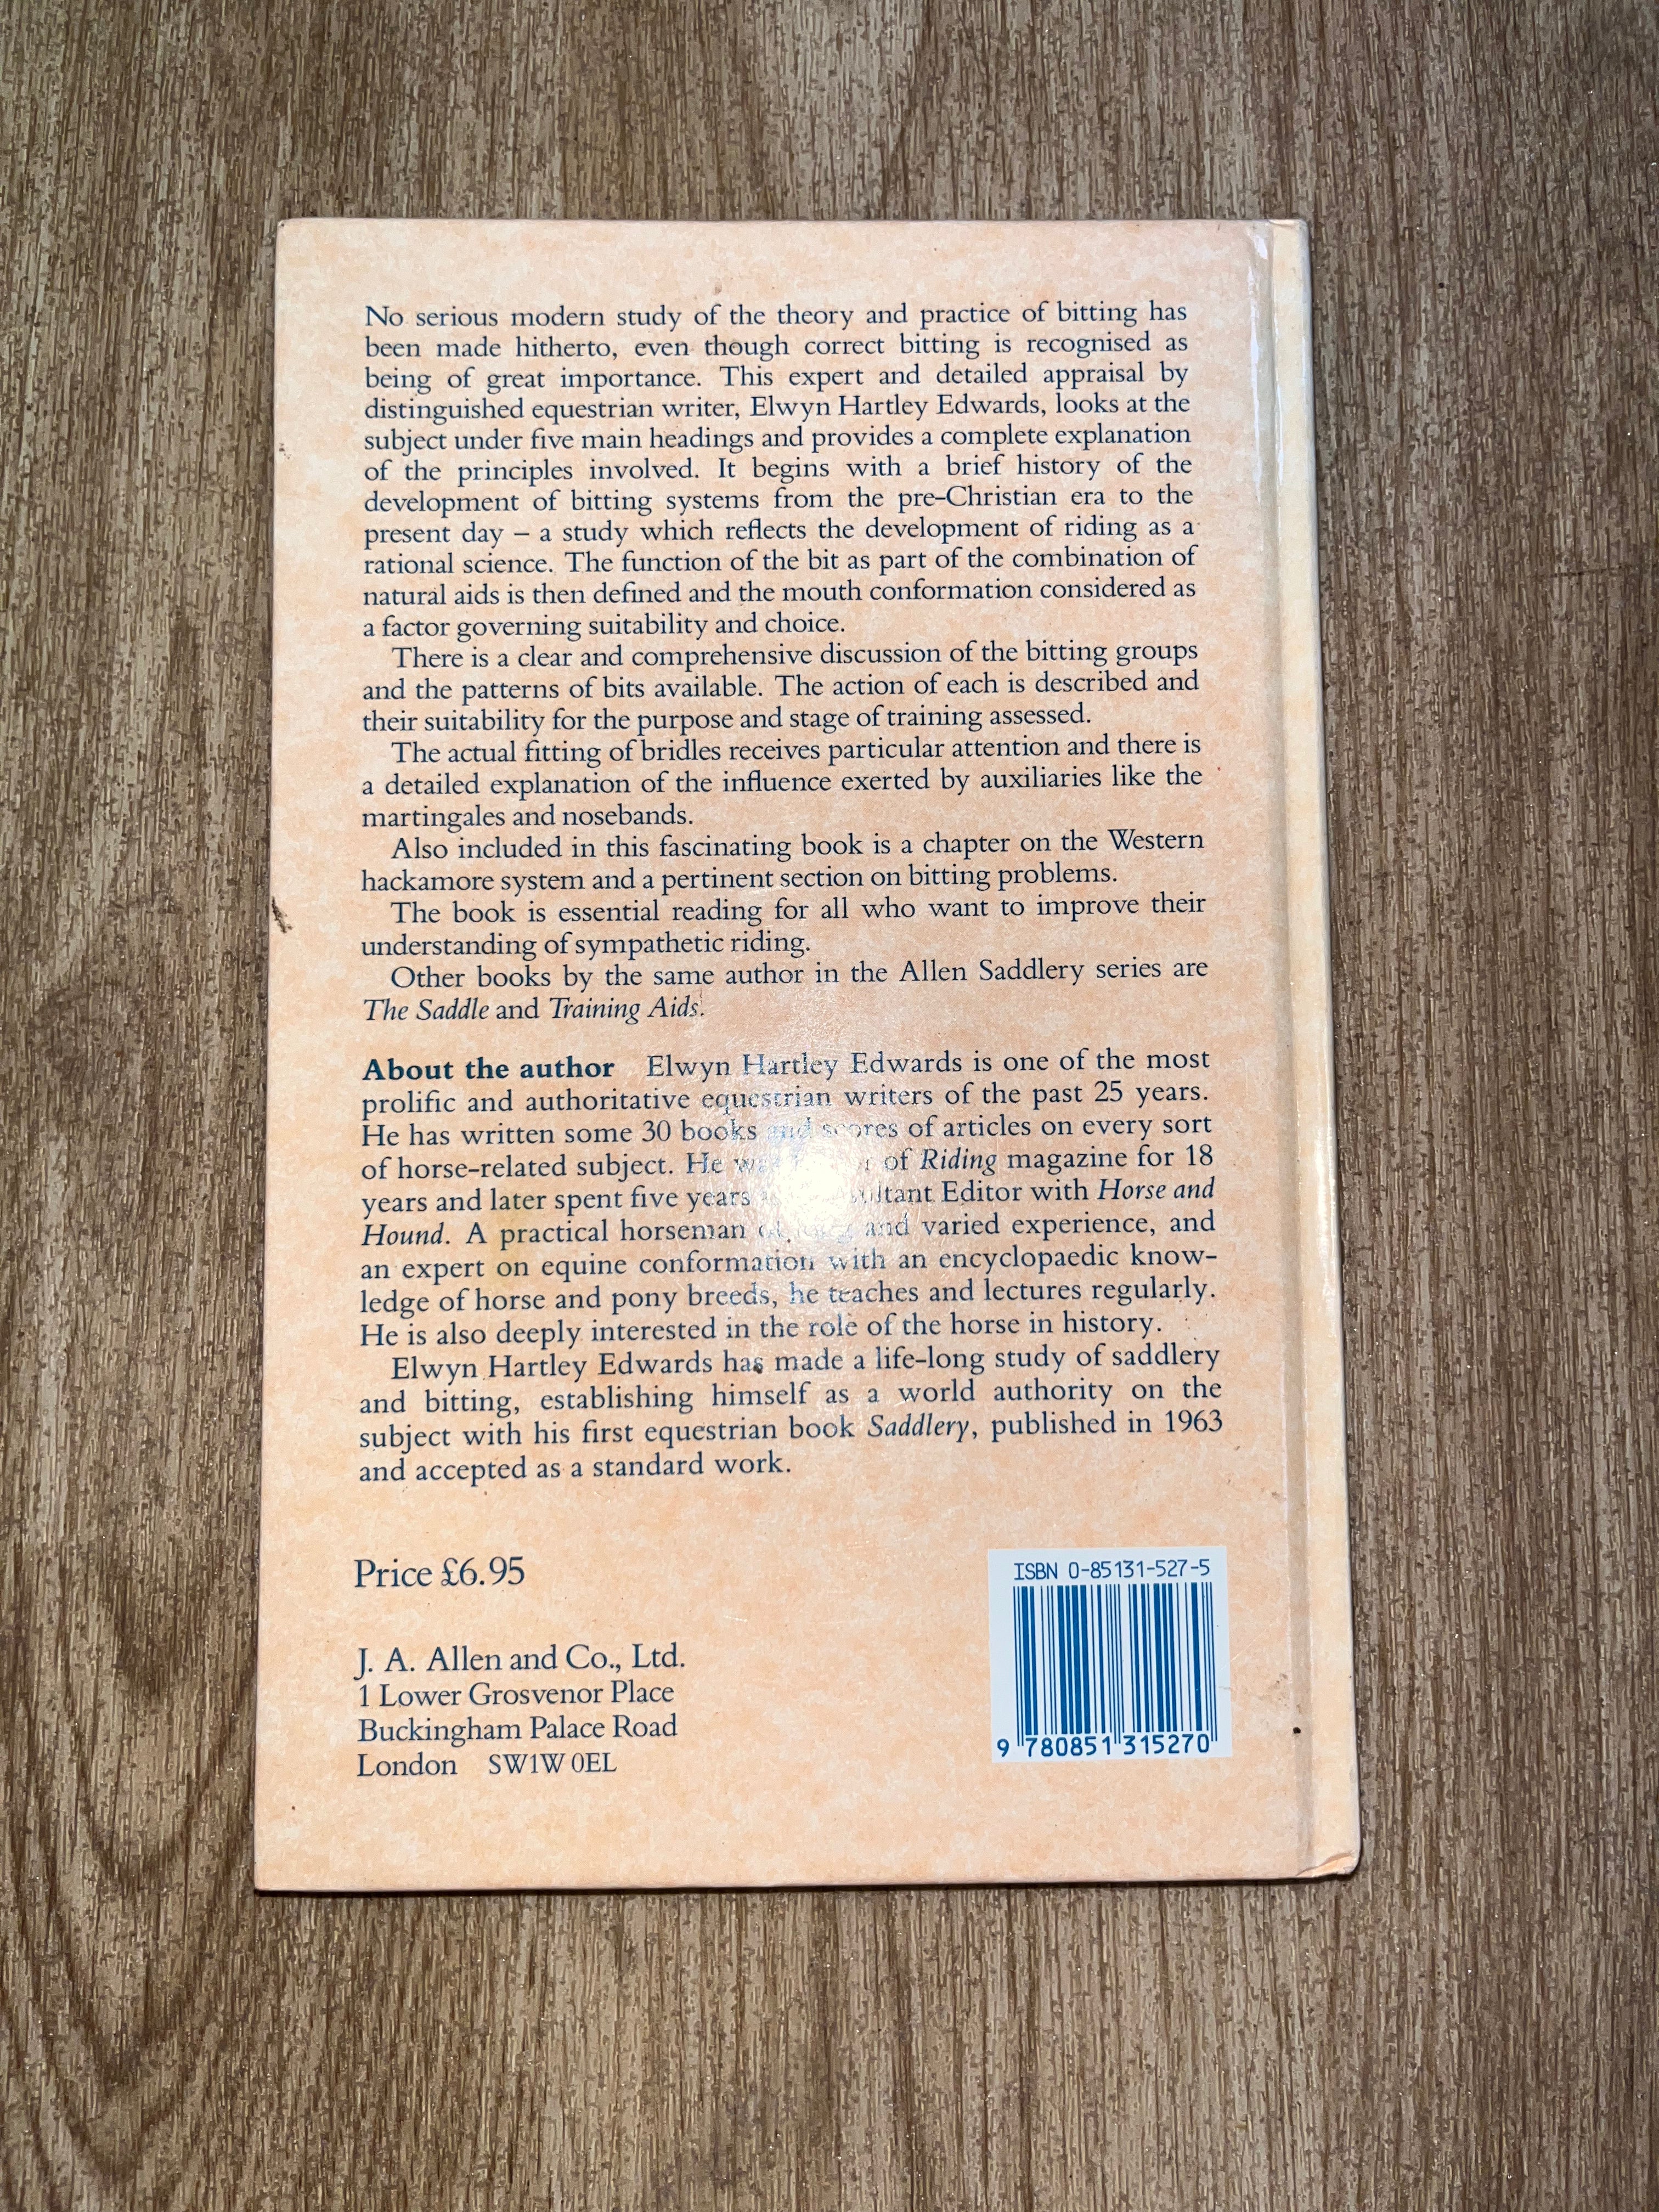 No serious modern study of the theory and practice of bitting has
been made hitherto, even though correct bitting is recognised as
being of great importance. This expert and detailed appraisal by
distinguished equestrian writer, Elwyn Hartley Edwards, looks at the
subject under five main headings and provides a complete explanation
of the principles involved. It begins with a brief history of the
development of bitting systems from the pre-Christian era to the
present day – a study which reflects the development of riding as a
rational science. The function of the bit as part of the combination of
natural aids is then defined and the mouth conformation considered as
a factor governing suitability and choice.
There is a clear and comprehensive discussion of the bitting groups
and the patterns of bits available. The action of each is described and
their suitability for the purpose and stage of training assessed.
The actual fitting of bridles receives particular attention and there is
a detailed explanation of the influence exerted by auxiliaries like the
martingales and nosebands.
Also included in this fascinating book is a chapter on the Western
hackamore system and a pertinent section on bitting problems.
The book is essential reading for all who want to improve their
understanding of sympathetic riding.
Other books by the same author in the Allen Saddlery series are
The Saddle and Training Aids.
About the author Elwyn Hartley Edwards is one of the most
prolific and authoritative equestrian writers of the past 25 years.
He has written some 30 books and scores of articles on every sort
of horse-related subject. He was of Riding magazine for 18
years and later spent five years Editor with Horse and
Hound. A practical horseman and varied experience, and
an expert on equine conformation with an encyclopaedic know-
ledge of horse and pony breeds, he teaches and lectures regularly.
He is also deeply interested in the role of the horse in history.
Elwyn Hartley Edwards has made a life-long study of saddlery
and bitting, establishing himself as a world authority on the
subject with his first equestrian book Saddlery, published in 1963
and accepted as a standard work.
Price £6.95
J. A. Allen and Co., Ltd.
1 Lower Grosvenor Place
Buckingham Palace Road
London SW1W 0EL
ISBN 0-85131-527-5
9 780851 315270